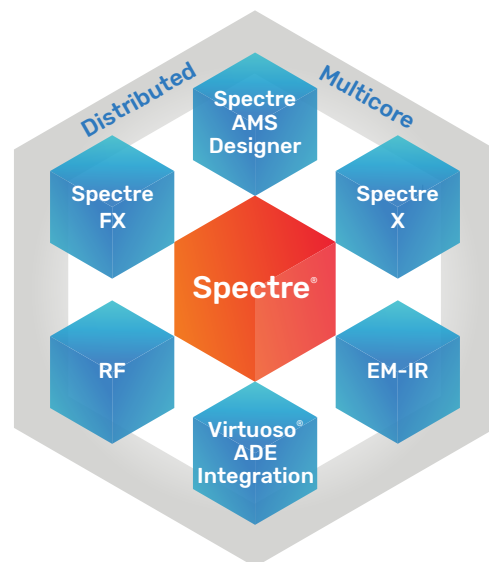 Distributed
Multicore
Spectre
AMS
Designer
Spectre
FX
Spectre
X
Spectre®
RF
EM-IR
Virtuoso®
ADE
Integration